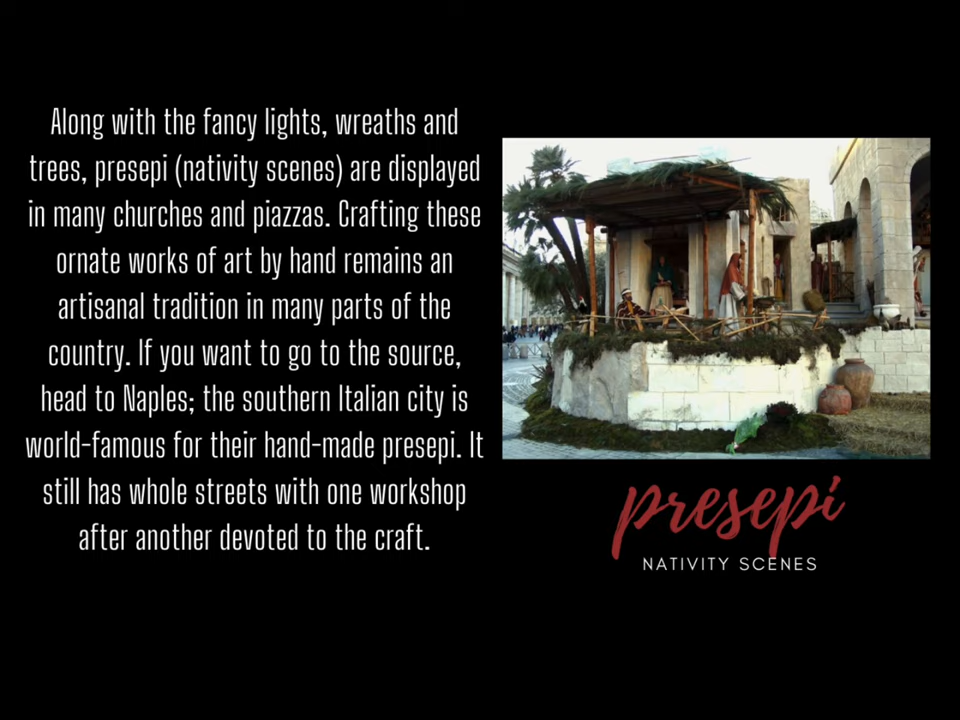 Along with the fancy lights, wreaths and
trees, presepi (nativity scenes) are displayed
in many churches and piazzas. Crafting these
ornate works of art by hand remains an
artisanal tradition in many parts of the
country. If you want to go to the source,
head to Naples; the southern Italian city is
world-famous for their hand-made presepi. It
still has whole streets with one workshop
after another devoted to the craft.
presepi
NATIVITY SCENES